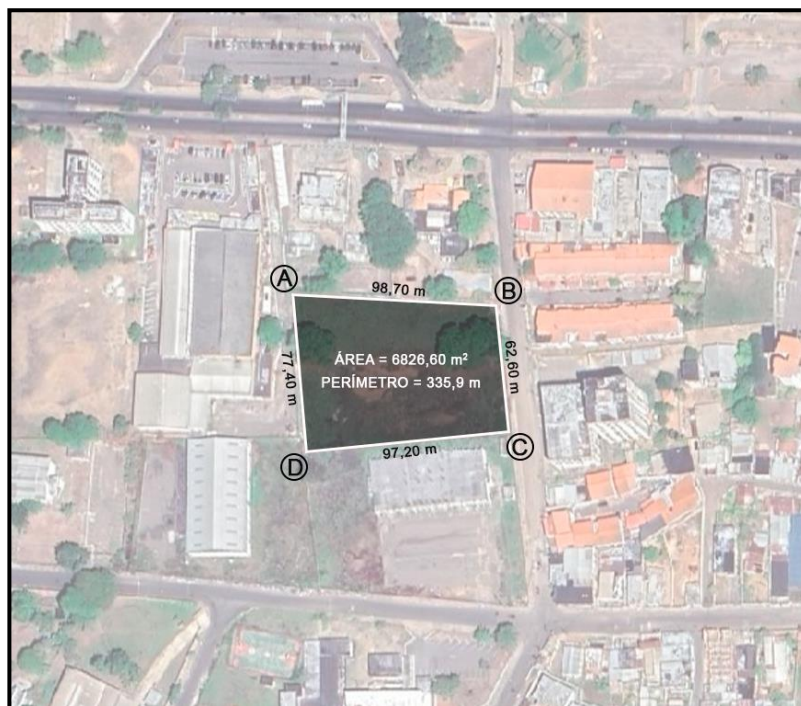 A
98,70 m
B
77,40 m
ÁREA = 6826,60 m²
PERÍMETRO = 335,9 m
62,60 m
D
97,20 m
C